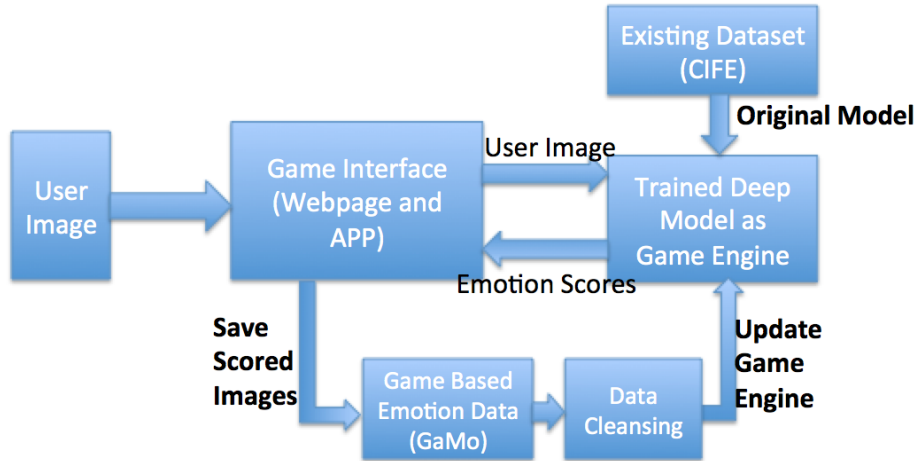 Existing Dataset
(CIFE)
Original Model
User
Image
Game Interface
(Webpage and
APP)
User Image
Trained Deep
Model as
Game Engine
Emotion Scores
Save
Scored
Images
Update
Game
Engine
Game Based
Emotion Data
(GaMo)
Data
Cleansing